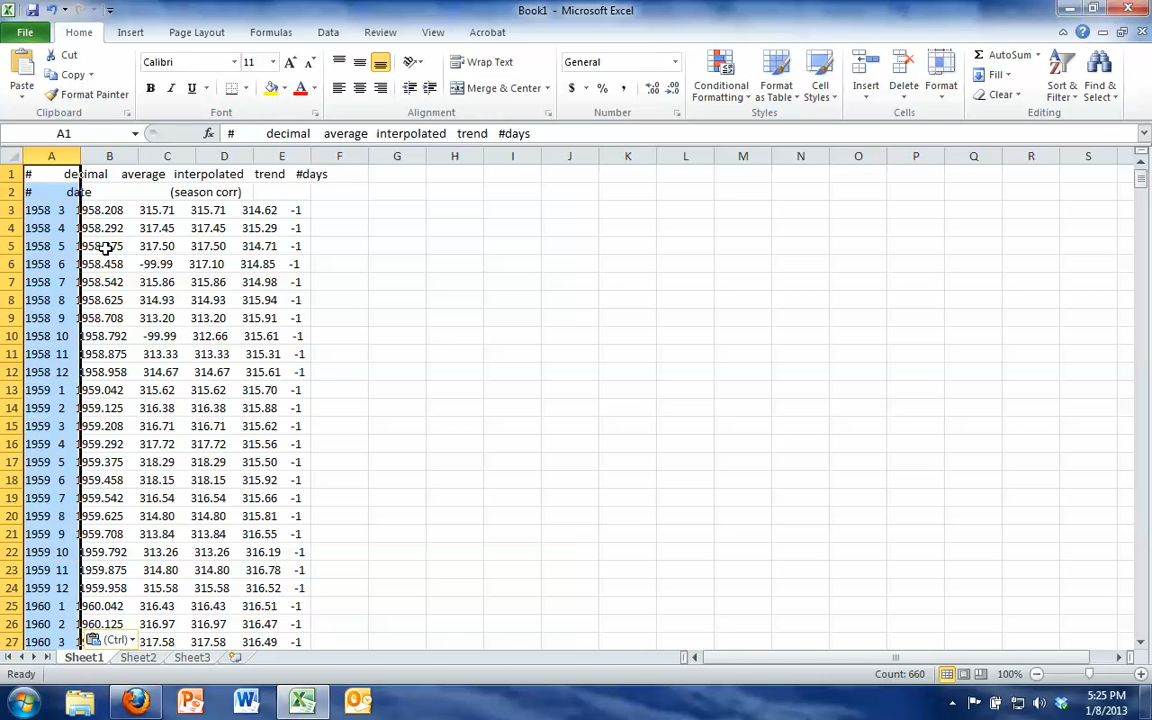 Book1 - Microsoft Excel
File Home Insert Page Layout Formulas Data Review View Acrobat
Cut
Copy
Format Painter
Paste
Clipboard
Calibri 11
B I U A
Font
Wrap Text
Merge & Center
Alignment
General
$ % ,
Number
Conditional Formatting
Format as Table
Cell Styles
Styles
Insert Delete Format
Cells
AutoSum
Fill
Clear
Sort & Filter
Find & Select
Editing
A1 fx # decimal average interpolated trend #days
A B C D E F G H I J K L M N O P Q R S
1 # decimal average interpolated trend #days
2 # date (season corr)
3 1958 3 1958.208 315.71 315.71 314.62 -1
4 1958 4 1958.292 317.45 317.45 315.29 -1
5 1958 5 1958.375 317.50 317.50 314.71 -1
6 1958 6 1958.458 -99.99 317.10 314.85 -1
7 1958 7 1958.542 315.86 315.86 314.98 -1
8 1958 8 1958.625 314.93 314.93 315.94 -1
9 1958 9 1958.708 313.20 313.20 315.91 -1
10 1958 10 1958.792 -99.99 312.66 315.61 -1
11 1958 11 1958.875 313.33 313.33 315.31 -1
12 1958 12 1958.958 314.67 314.67 315.61 -1
13 1959 1 1959.042 315.62 315.62 315.70 -1
14 1959 2 1959.125 316.38 316.38 315.88 -1
15 1959 3 1959.208 316.71 316.71 315.62 -1
16 1959 4 1959.292 317.72 317.72 315.56 -1
17 1959 5 1959.375 318.29 318.29 315.50 -1
18 1959 6 1959.458 318.15 318.15 315.92 -1
19 1959 7 1959.542 316.54 316.54 315.66 -1
20 1959 8 1959.625 314.80 314.80 315.81 -1
21 1959 9 1959.708 313.84 313.84 316.55 -1
22 1959 10 1959.792 313.26 313.26 316.19 -1
23 1959 11 1959.875 314.80 314.80 316.78 -1
24 1959 12 1959.958 315.58 315.58 316.52 -1
25 1960 1 1960.042 316.43 316.43 316.51 -1
26 1960 2 1960.125 316.97 316.97 316.47 -1
27 1960 3 317.58 317.58 316.49 -1
(Ctrl)
Sheet1 Sheet2 Sheet3
Ready Count: 660 100%
5:25 PM
1/8/2013